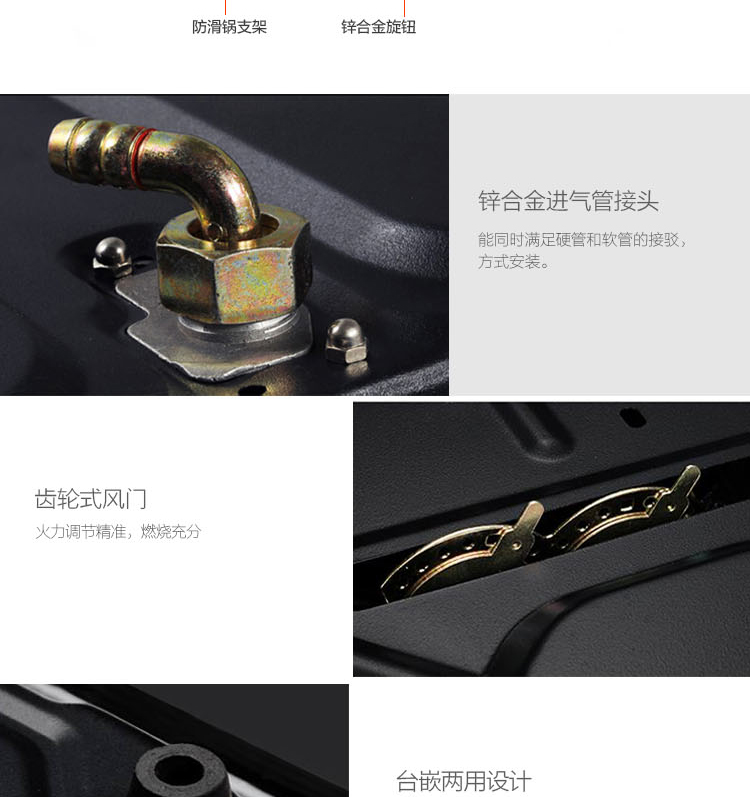 防滑锅支架
锌合金旋钮
锌合金进气管接头
能同时满足硬管和软管的接驳，
方式安装。
齿轮式风门
火力调节精准，燃烧充分
台嵌两用设计